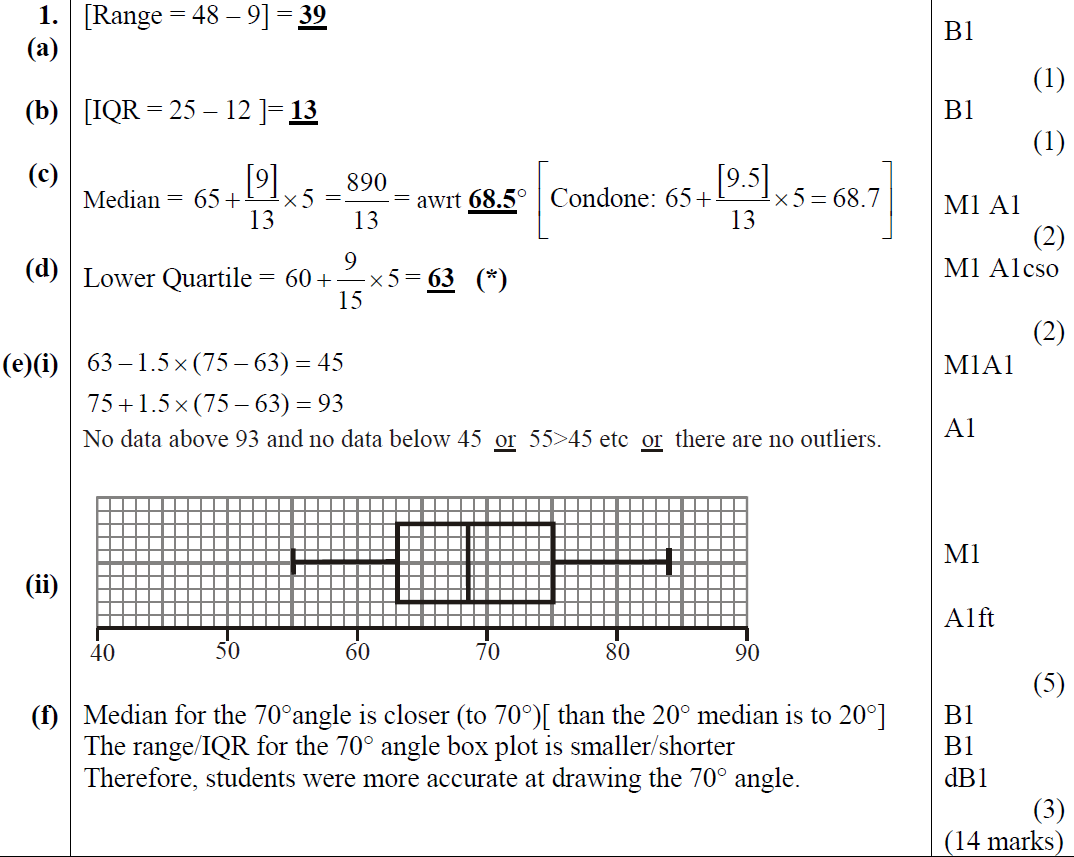 1. [Range = 48 – 9] = 39 B1
(a)
(1)
(b) [IQR = 25 – 12 ]= 13 B1
(1)
(c) Median = 65 + [9]/13 × 5 = 890/13 = awrt 68.5° [Condone: 65 + [9.5]/13 × 5 = 68.7] M1 A1
(2)
(d) Lower Quartile = 60 + 9/15 × 5 = 63 (*) M1 A1cso
(2)
(e)(i) 63 – 1.5 × (75 – 63) = 45 M1A1
75 + 1.5 × (75 – 63) = 93
No data above 93 and no data below 45 or 55>45 etc or there are no outliers. A1
M1
(ii)
A1ft
40 50 60 70 80 90
(5)
(f) Median for the 70°angle is closer (to 70°)[ than the 20° median is to 20°] B1
The range/IQR for the 70° angle box plot is smaller/shorter B1
Therefore, students were more accurate at drawing the 70° angle. dB1
(3)
(14 marks)